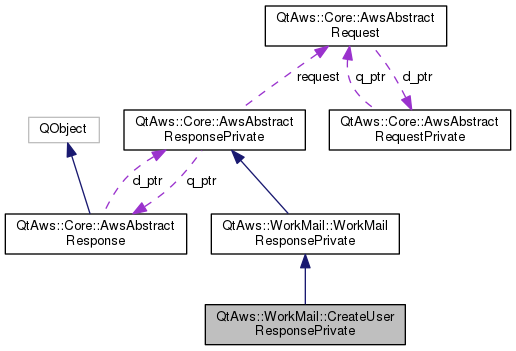 QtAws::Core::AwsAbstract
Request
request
q_ptr
d_ptr
QObject
QtAws::Core::AwsAbstract
ResponsePrivate
QtAws::Core::AwsAbstract
RequestPrivate
d_ptr
q_ptr
QtAws::Core::AwsAbstract
Response
QtAws::WorkMail::WorkMail
ResponsePrivate
QtAws::WorkMail::CreateUser
ResponsePrivate